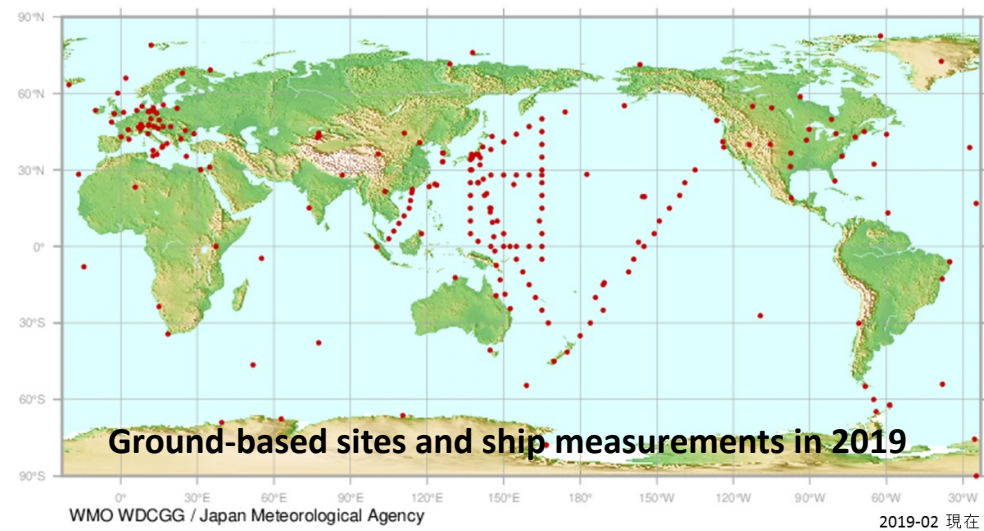 90°N
60°N
30°N
0°
30°S
60°S
90°S
Ground-based sites and ship measurements in 2019
0° 30°E 60°E 90°E 120°E 150°E 180° 150°W 120°W 90°W 60°W 30°W
WMO WDCGG / Japan Meteorological Agency
2019-02 現在